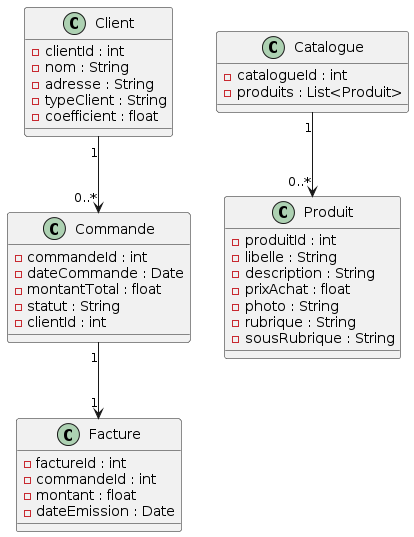 C Client
clientId : int
nom : String
adresse : String
typeClient : String
coefficient : float
1
0..*
C Commande
commandeId : int
dateCommande : Date
montantTotal : float
statut : String
clientId : int
1
1
C Facture
factureId : int
commandeId : int
montant : float
dateEmission : Date
C Catalogue
catalogueId : int
produits : List<Produit>
1
0..*
C Produit
produitId : int
libelle : String
description : String
prixAchat : float
photo : String
rubrique : String
sousRubrique : String